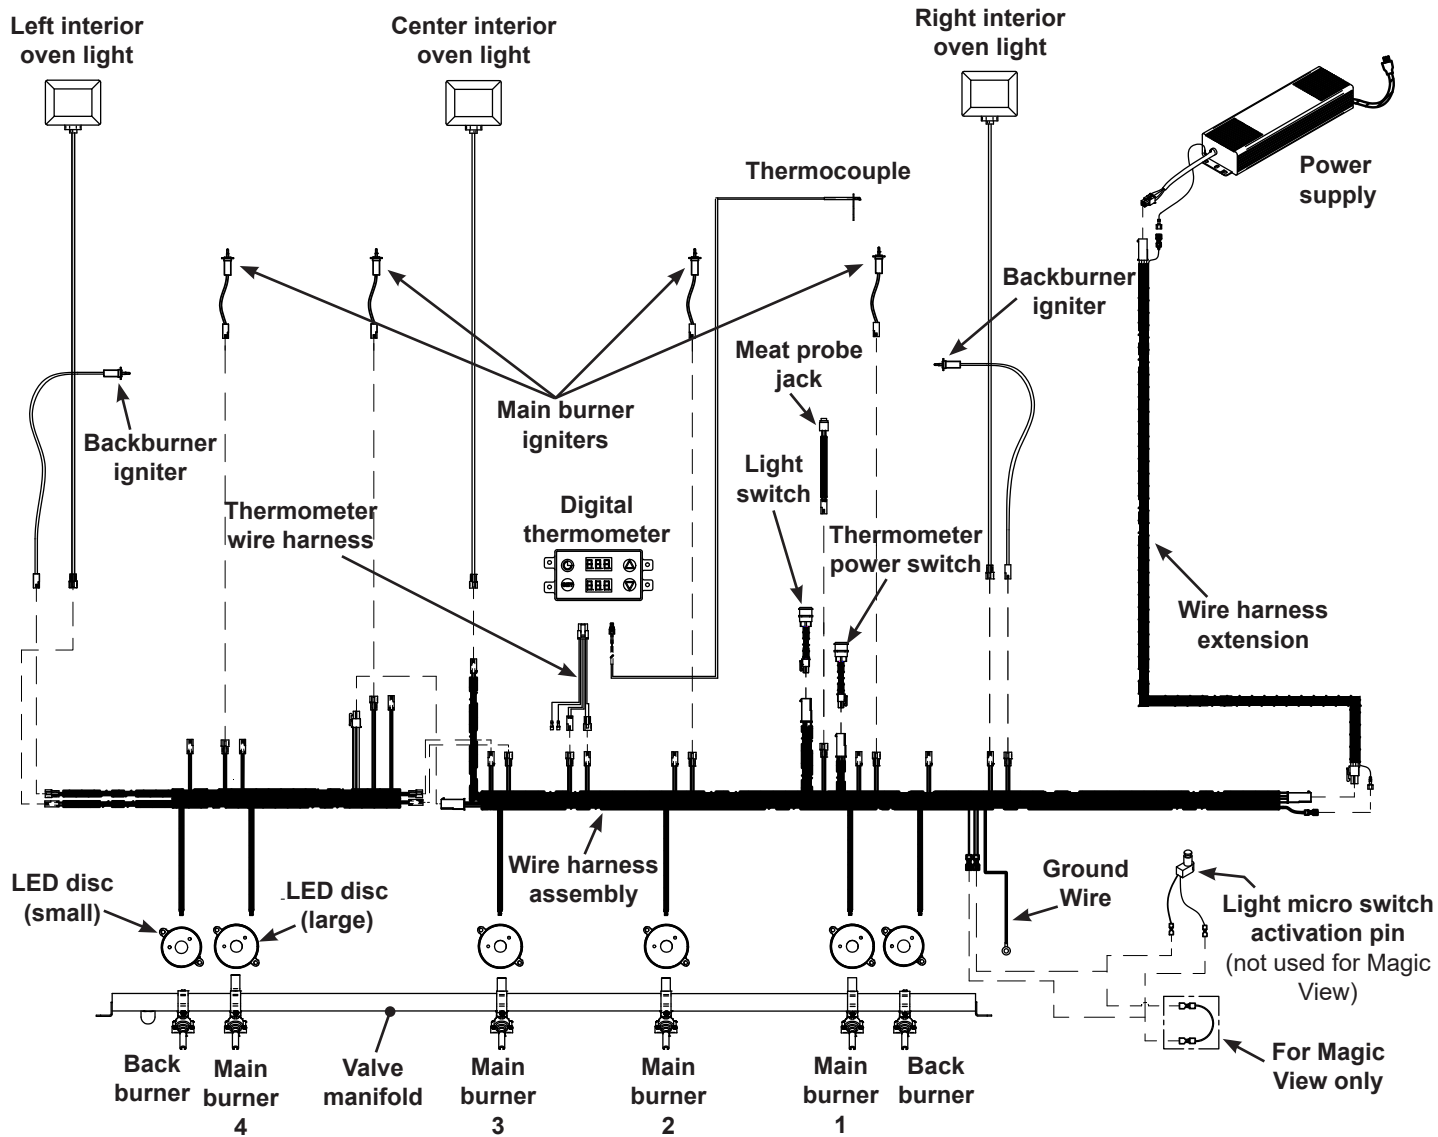 Left interior
oven light
Center interior
oven light
Right interior
oven light
Power
supply
Thermocouple
Backburner
igniter
Meat probe
jack
Main burner
igniters
Backburner
igniter
Light
switch
Thermometer
wire harness
Digital
thermometer
Thermometer
power switch
Wire harness
extension
Wire harness
assembly
LED disc
(small)
LED disc
(large)
Ground
Wire
Light micro switch
activation pin
(not used for Magic
View)
For Magic
View only
Back
burner
Main
burner
4
Valve
manifold
Main
burner
3
Main
burner
2
Main
burner
1
Back
burner